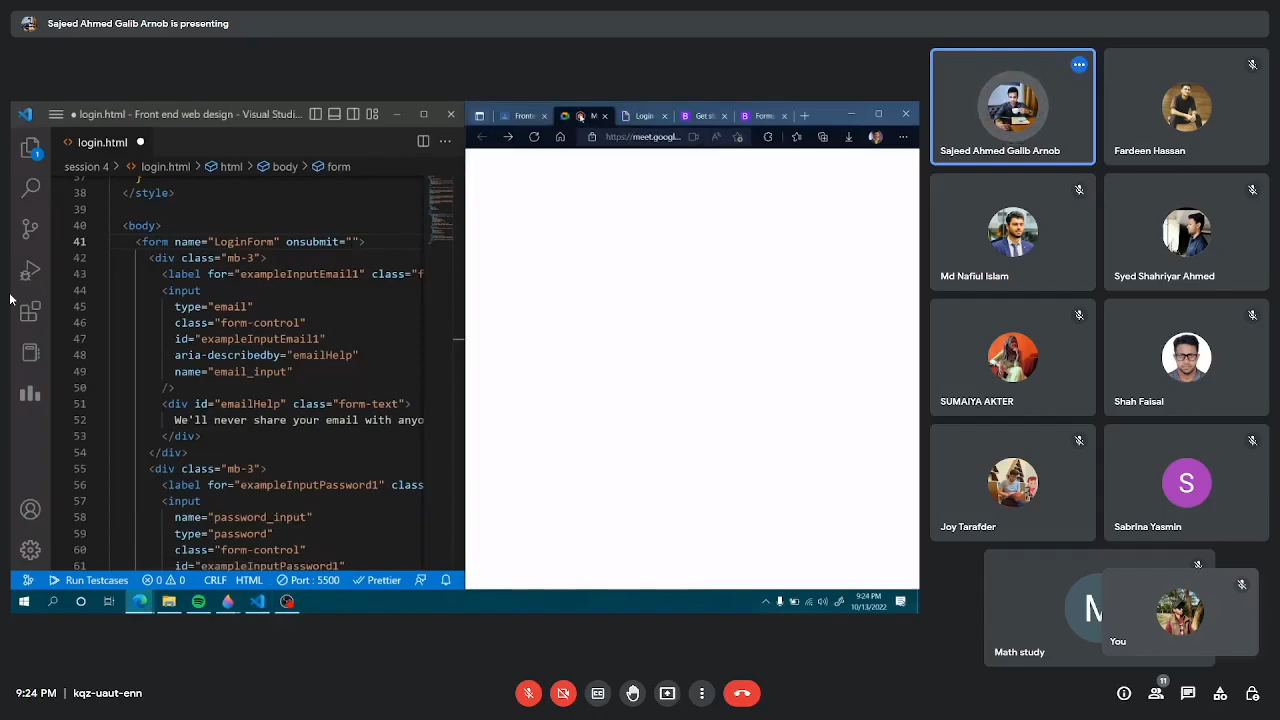 Sajeed Ahmed Galib Arnob is presenting
login.html - Front end web design - Visual Studi...
login.html
session 4 > login.html > html > body > form
37 }
38 </style>
39
40 <body>
41 <form name="LoginForm" onsubmit="">
42 <div class="mb-3">
43 <label for="exampleInputEmail1" class="f
44 <input
45 type="email"
46 class="form-control"
47 id="exampleInputEmail1"
48 aria-describedby="emailHelp"
49 name="email_input"
50 />
51 <div id="emailHelp" class="form-text">
52 We'll never share your email with anyo
53 </div>
54 </div>
55 <div class="mb-3">
56 <label for="exampleInputPassword1" class
57 <input
58 name="password_input"
59 type="password"
60 class="form-control"
61 id="exampleInputPassword1"
1
Run Testcases 0 0 CRLF HTML Port : 5500 Prettier
Fronte M Login Get st Forms
https://meet.googl...
9:24 PM
10/13/2022
Sajeed Ahmed Galib Arnob
Fardeen Hassan
Md Nafiul Islam
Syed Shahriyar Ahmed
SUMAIYA AKTER
Shah Faisal
Joy Tarafder
S
Sabrina Yasmin
M
Math study
You
9:24 PM | kqz-uaut-enn
11